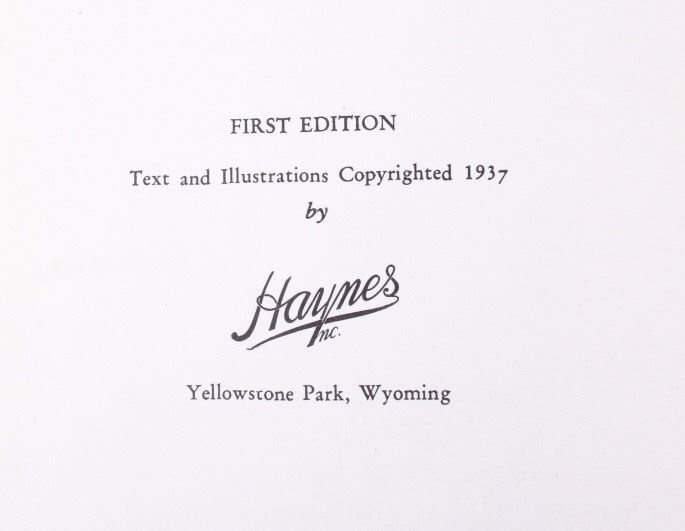 FIRST EDITION
Text and Illustrations Copyrighted 1937
by
Haynes
Inc.
Yellowstone Park, Wyoming